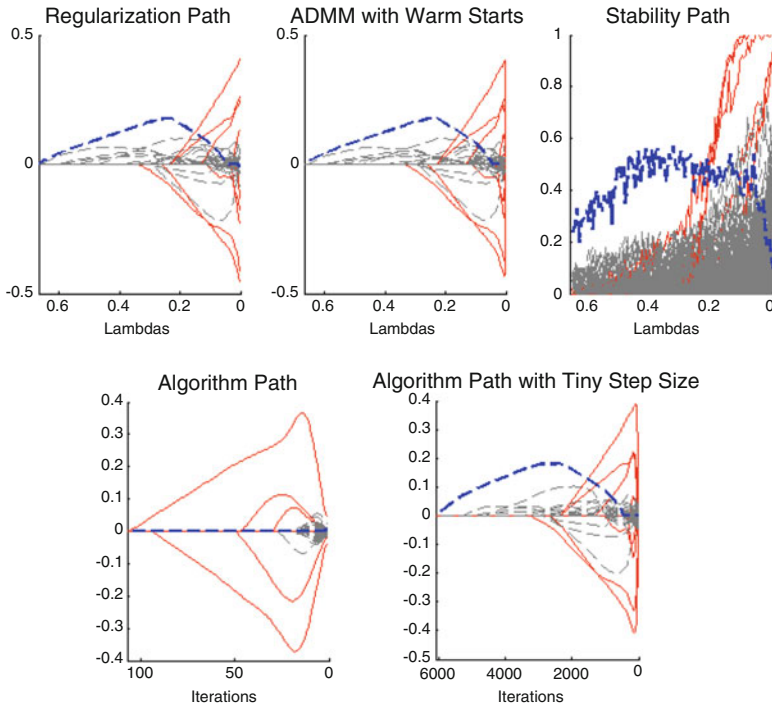 Regularization Path
0.5
0
-0.5
0.6 0.4 0.2 0
Lambdas
ADMM with Warm Starts
0.5
0
-0.5
0.6 0.4 0.2 0
Lambdas
Stability Path
1
0.8
0.6
0.4
0.2
0
0.6 0.4 0.2 0
Lambdas
Algorithm Path
0.4
0.3
0.2
0.1
0
-0.1
-0.2
-0.3
-0.4
100 50 0
Iterations
Algorithm Path with Tiny Step Size
0.4
0.3
0.2
0.1
0
-0.1
-0.2
-0.3
-0.4
-0.5
6000 4000 2000 0
Iterations